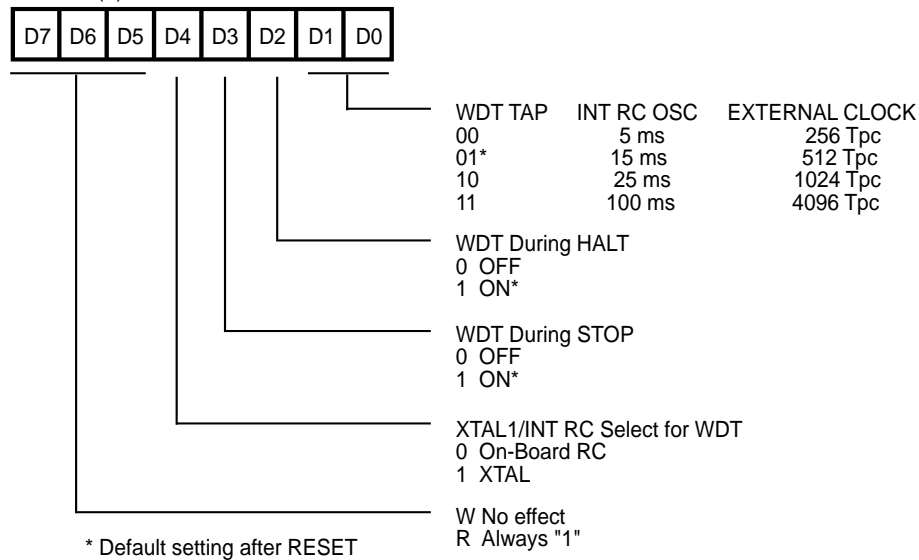 D7 D6 D5 D4 D3 D2 D1 D0
WDT TAP INT RC OSC EXTERNAL CLOCK
00 5 ms 256 Tpc
01* 15 ms 512 Tpc
10 25 ms 1024 Tpc
11 100 ms 4096 Tpc
WDT During HALT
0 OFF
1 ON*
WDT During STOP
0 OFF
1 ON*
XTAL1/INT RC Select for WDT
0 On-Board RC
1 XTAL
W No effect
R Always "1"
* Default setting after RESET